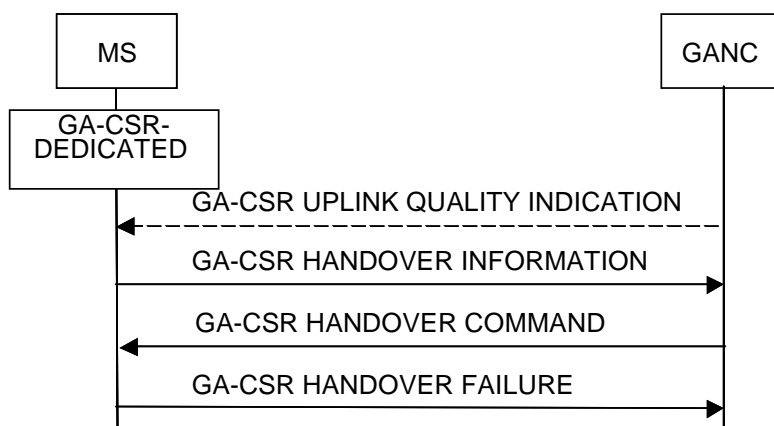 MS
GANC
GA-CSR-
DEDICATED
GA-CSR UPLINK QUALITY INDICATION
GA-CSR HANDOVER INFORMATION
GA-CSR HANDOVER COMMAND
GA-CSR HANDOVER FAILURE